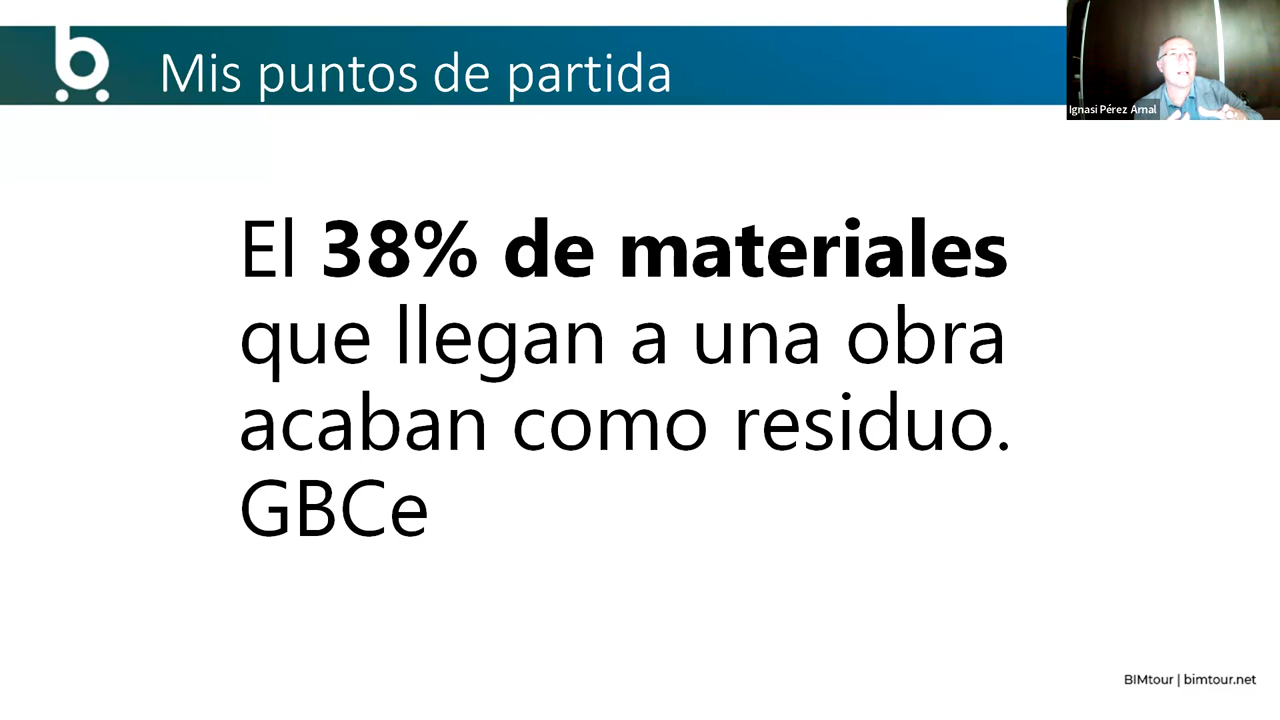 b
Mis puntos de partida
Ignasi Pérez Arnal
El 38% de materiales
que llegan a una obra
acaban como residuo.
GBCe
BIMtour | bimtour.net